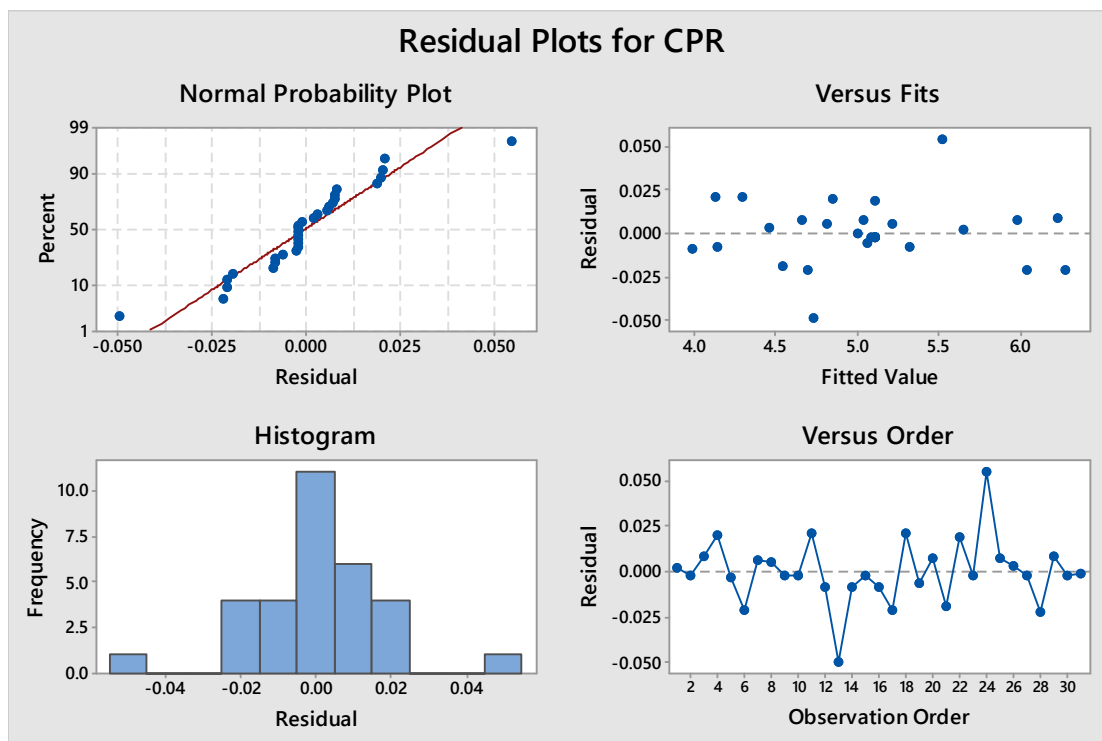 Residual Plots for CPR
Normal Probability Plot
99
90
50
10
1
Percent
-0.050 -0.025 0.000 0.025 0.050
Residual
Versus Fits
0.050
0.025
0.000
-0.025
-0.050
Residual
4.0 4.5 5.0 5.5 6.0
Fitted Value
Histogram
10.0
7.5
5.0
2.5
0.0
Frequency
-0.04 -0.02 0.00 0.02 0.04
Residual
Versus Order
0.050
0.025
0.000
-0.025
-0.050
Residual
2 4 6 8 10 12 14 16 18 20 22 24 26 28 30
Observation Order